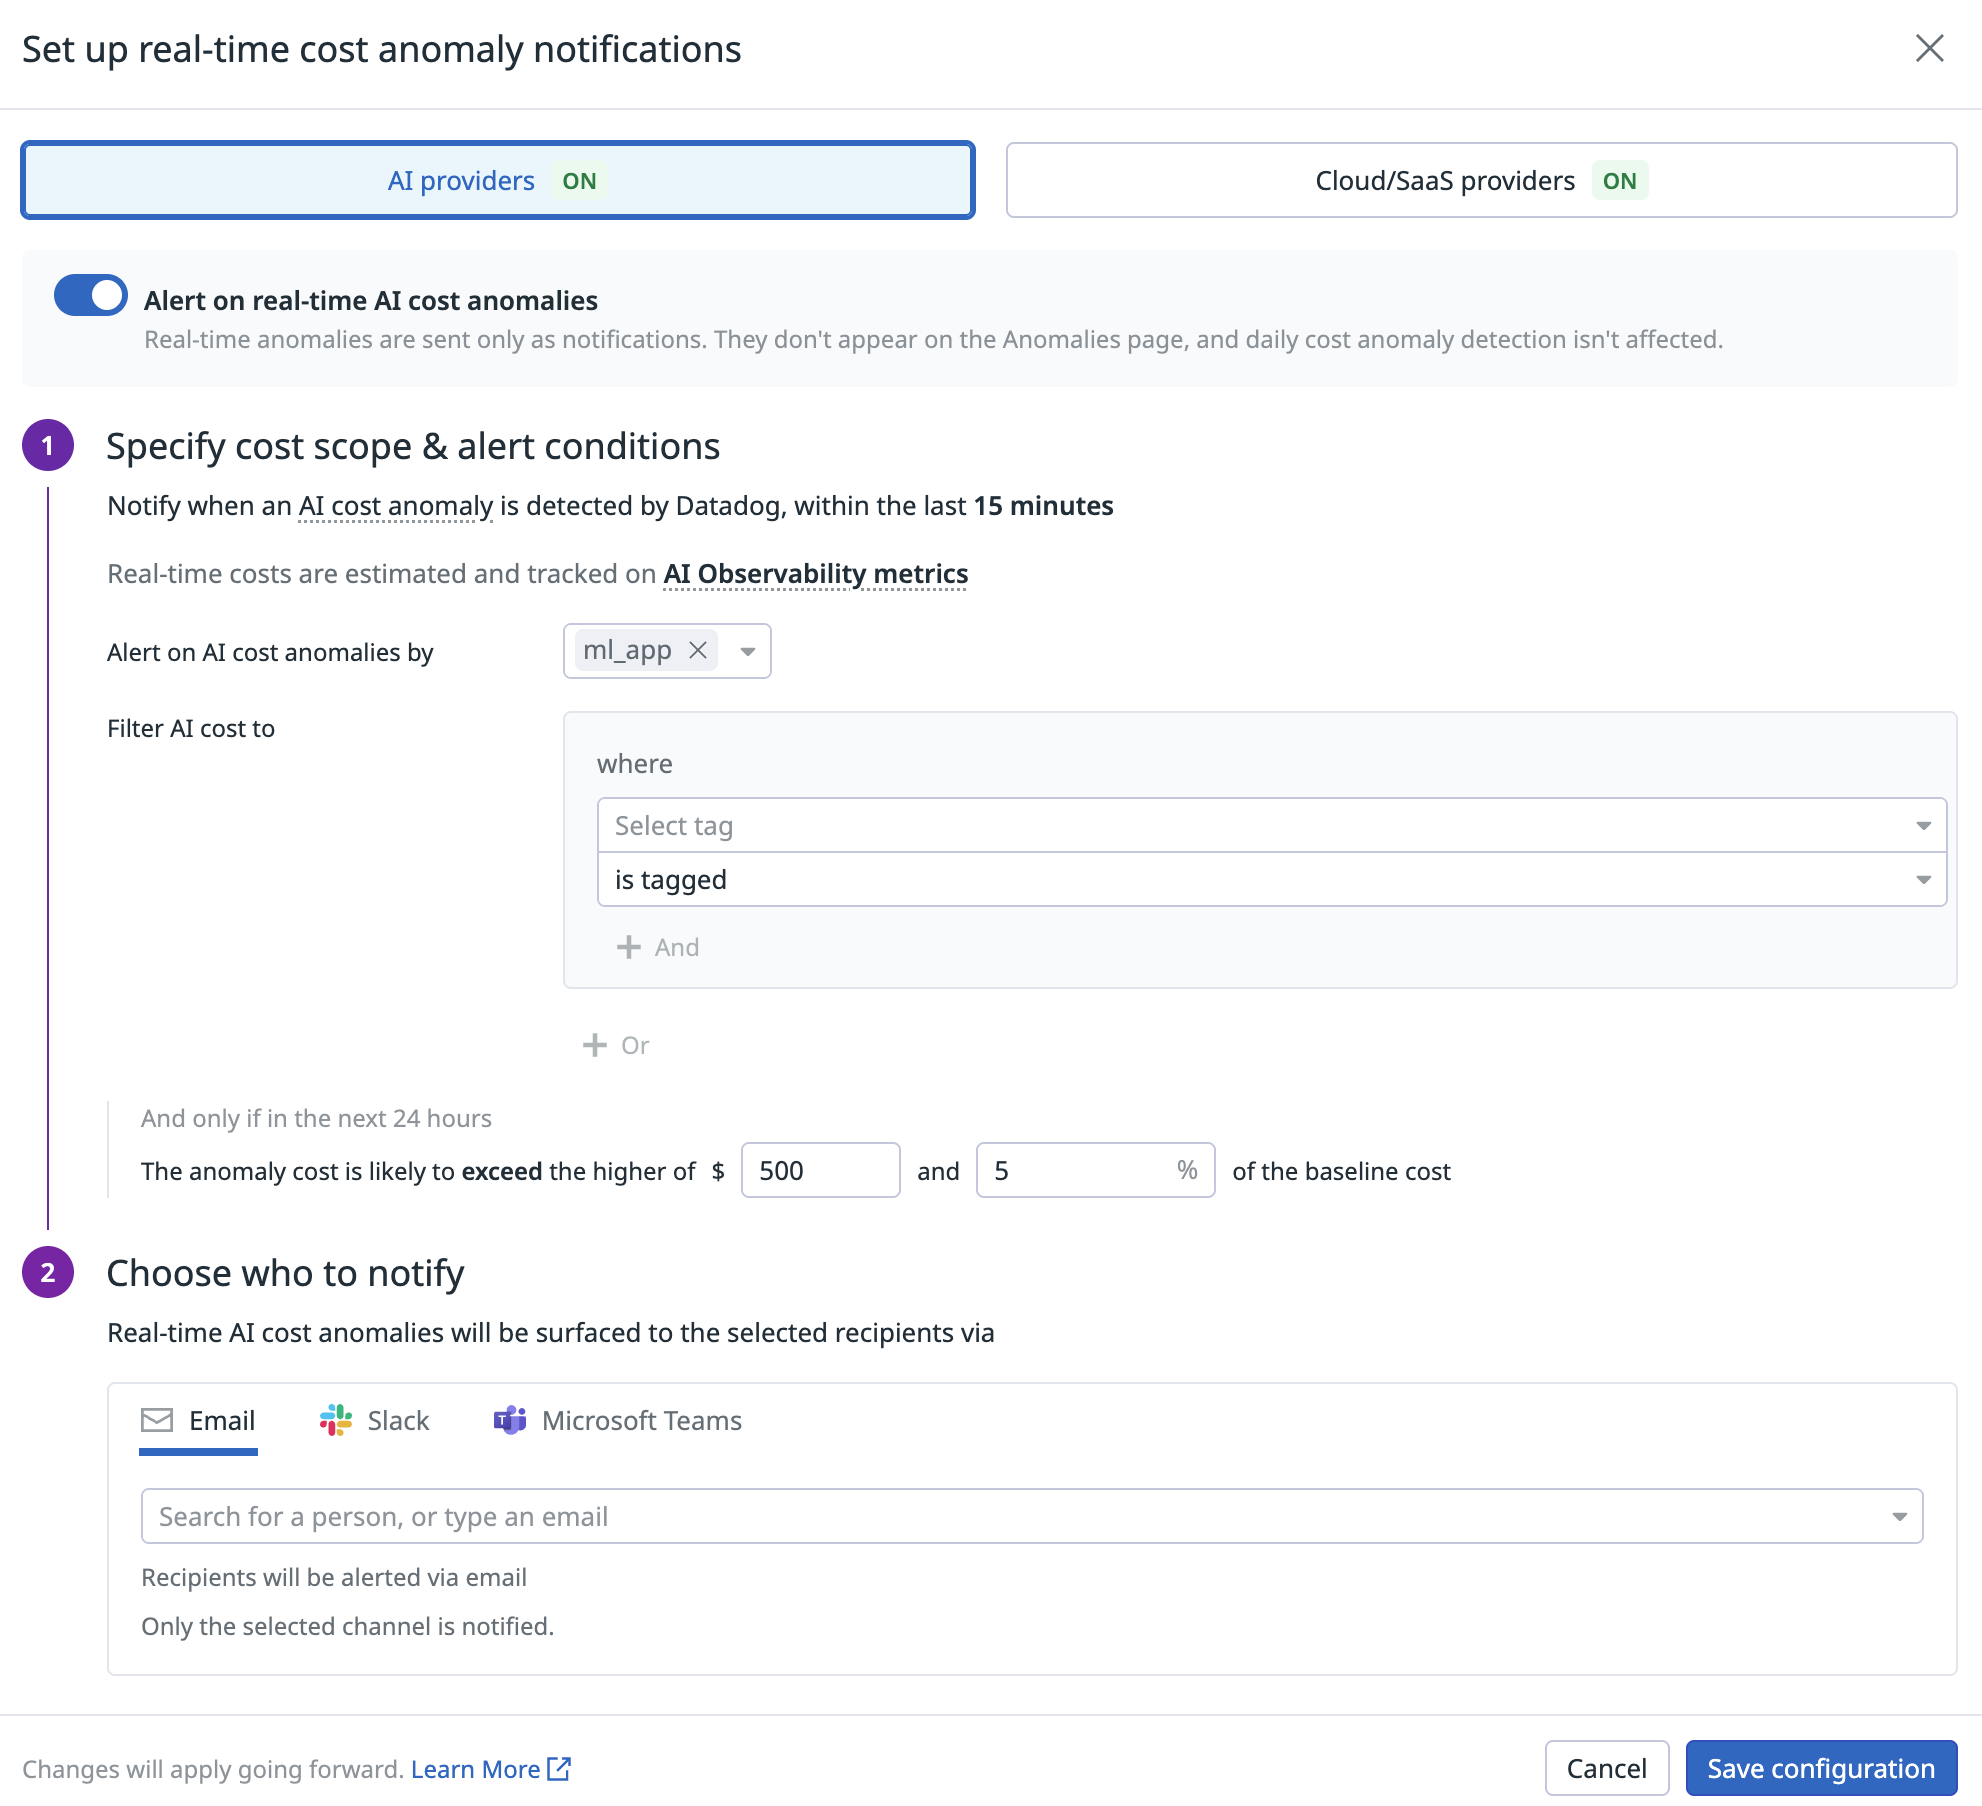 Set up real-time cost anomaly notifications
AI providers ON
Cloud/SaaS providers ON
Alert on real-time AI cost anomalies
Real-time anomalies are sent only as notifications. They don't appear on the Anomalies page, and daily cost anomaly detection isn't affected.
1 Specify cost scope & alert conditions
Notify when an AI cost anomaly is detected by Datadog, within the last 15 minutes
Real-time costs are estimated and tracked on AI Observability metrics
Alert on AI cost anomalies by ml_app
Filter AI cost to
where
Select tag
is tagged
And
Or
And only if in the next 24 hours
The anomaly cost is likely to exceed the higher of $ 500 and 5 % of the baseline cost
2 Choose who to notify
Real-time AI cost anomalies will be surfaced to the selected recipients via
Email Slack Microsoft Teams
Search for a person, or type an email
Recipients will be alerted via email
Only the selected channel is notified.
Changes will apply going forward. Learn More
Cancel Save configuration